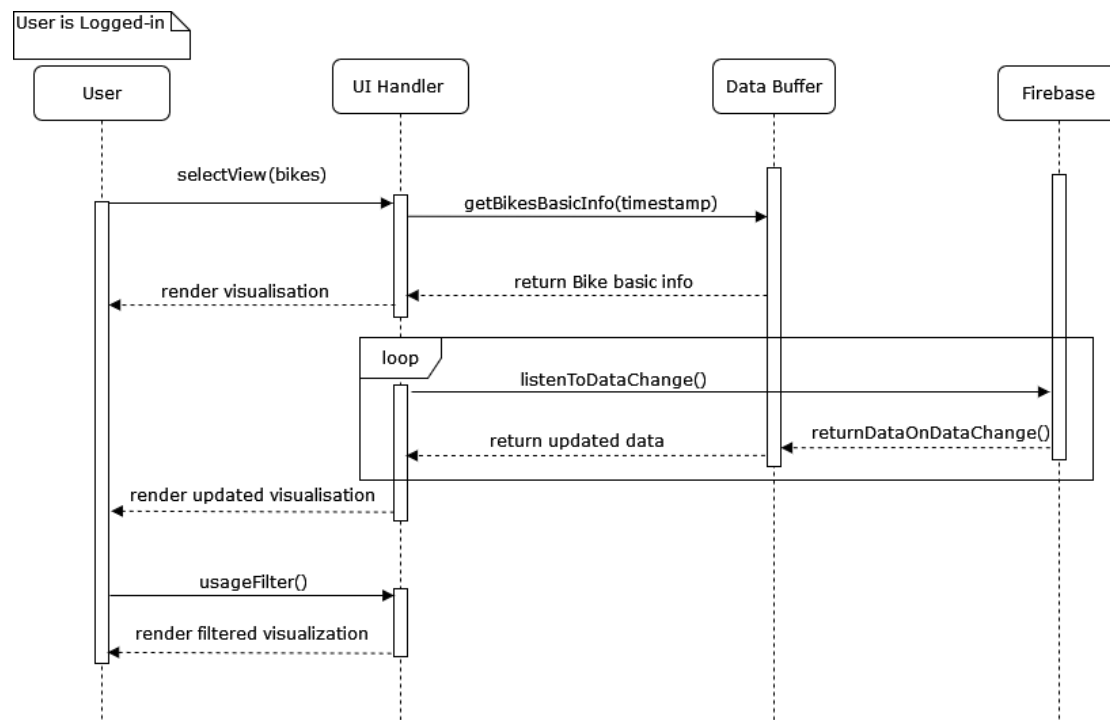 User is Logged-in
User
UI Handler
Data Buffer
Firebase
selectView(bikes)
getBikesBasicInfo(timestamp)
return Bike basic info
render visualisation
loop
listenToDataChange()
returnDataOnDataChange()
return updated data
render updated visualisation
usageFilter()
render filtered visualization